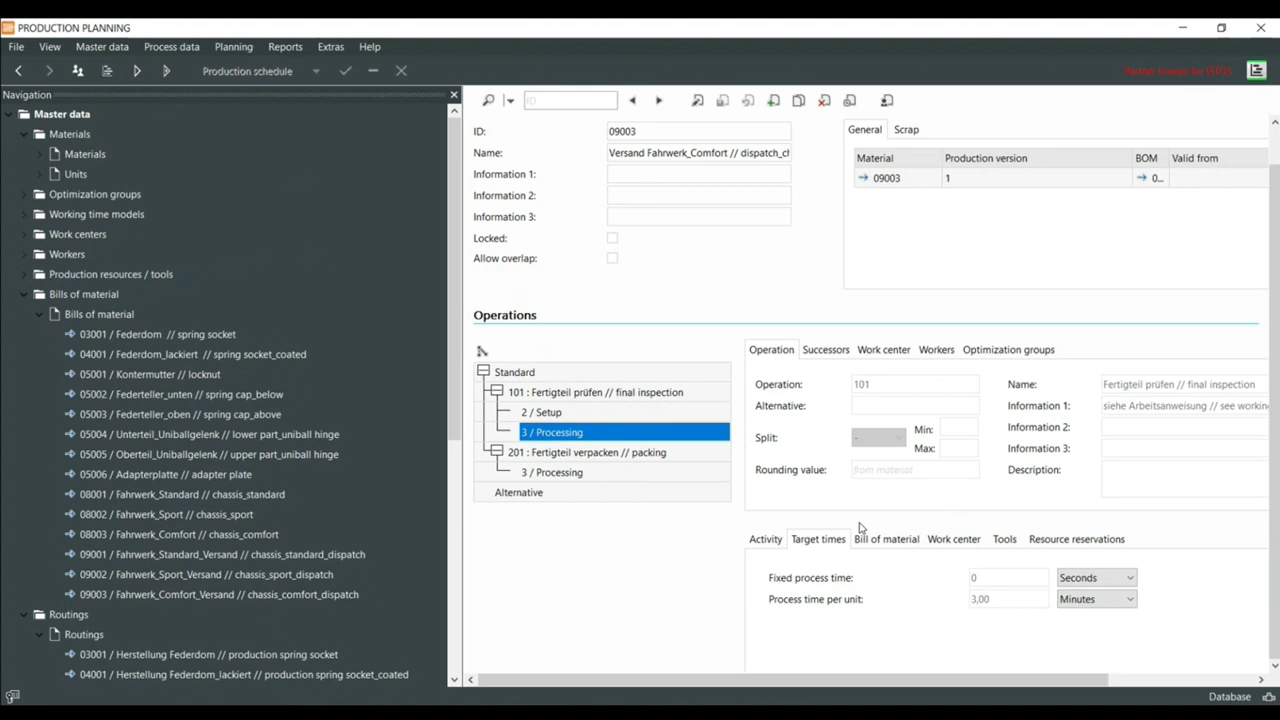 PRODUCTION PLANNING
File View Master data Process data Planning Reports Extras Help
Production schedule
Partner license for ISTOS
Navigation
Master data
Materials
Materials
Units
Optimization groups
Working time models
Work centers
Workers
Production resources / tools
Bills of material
Bills of material
03001 / Federdom // spring socket
04001 / Federdom_lackiert // spring socket_coated
05001 / Kontermutter // locknut
05002 / Federteller_unten // spring cap_below
05003 / Federteller_oben // spring cap_above
05004 / Unterteil_Uniballgelenk // lower part_uniball hinge
05005 / Oberteil_Uniballgelenk // upper part_uniball hinge
05006 / Adapterplatte // adapter plate
08001 / Fahrwerk_Standard // chassis_standard
08002 / Fahrwerk_Sport // chassis_sport
08003 / Fahrwerk_Comfort // chassis_comfort
09001 / Fahrwerk_Standard_Versand // chassis_standard_dispatch
09002 / Fahrwerk_Sport_Versand // chassis_sport_dispatch
09003 / Fahrwerk_Comfort_Versand // chassis_comfort_dispatch
Routings
Routings
03001 / Herstellung Federdom // production spring socket
04001 / Herstellung Federdom_lackiert // production spring socket_coated
ID
ID: 09003
Name: Versand Fahrwerk_Comfort // dispatch_ch
Information 1:
Information 2:
Information 3:
Locked:
Allow overlap:
General Scrap
Material Production version BOM Valid from
09003 1 0...
Operations
Standard
101 : Fertigteil prüfen // final inspection
2 / Setup
3 / Processing
201 : Fertigteil verpacken // packing
3 / Processing
Alternative
Operation Successors Work center Workers Optimization groups
Operation: 101 Name: Fertigteil prüfen // final inspection
Alternative: Information 1: siehe Arbeitsanweisung // see working
Split: - Min: Information 2:
Max: Information 3:
Rounding value: from material Description:
Activity Target times Bill of material Work center Tools Resource reservations
Fixed process time: 0 Seconds
Process time per unit: 3,00 Minutes
Database